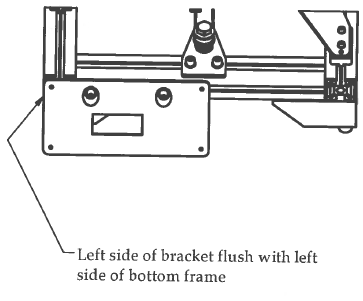 Left side of bracket flush with left
side of bottom frame